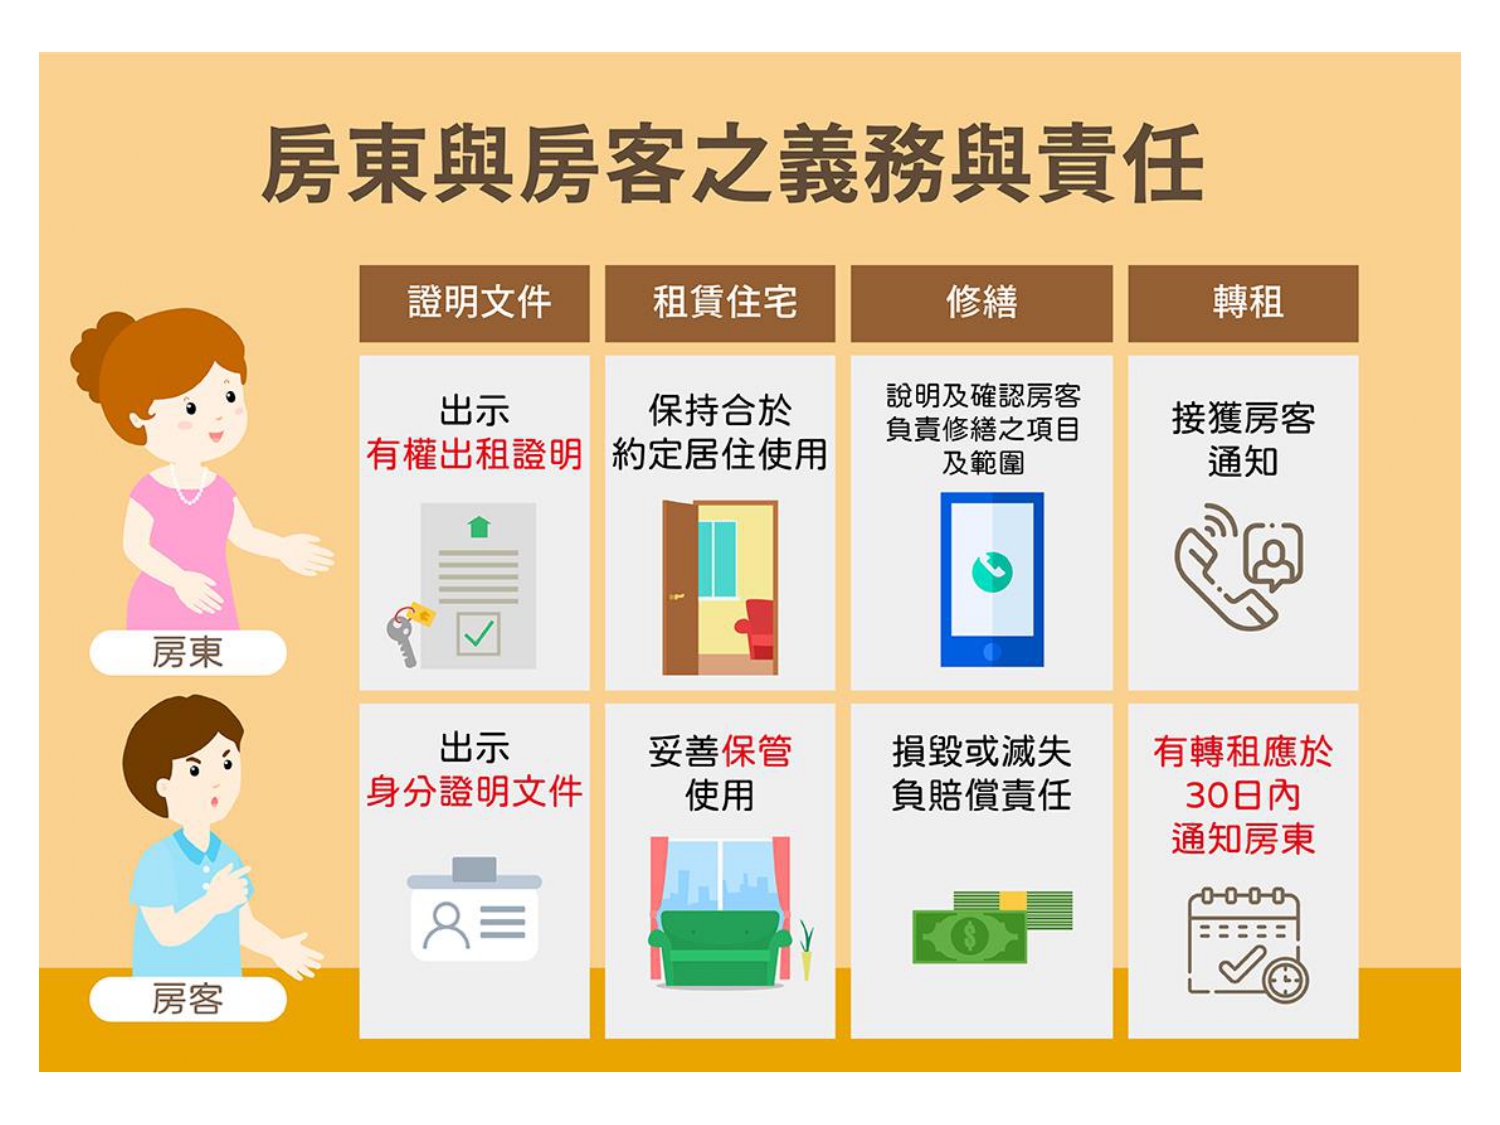 房東與房客之義務與責任
證明文件
租賃住宅
修繕
轉租
出示
有權出租證明
保持合於
約定居住使用
說明及確認房客
負責修繕之項目
及範圍
接獲房客
通知
房東
出示
身分證明文件
妥善保管
使用
損毀或滅失
負賠償責任
有轉租應於
30日內
通知房東
房客